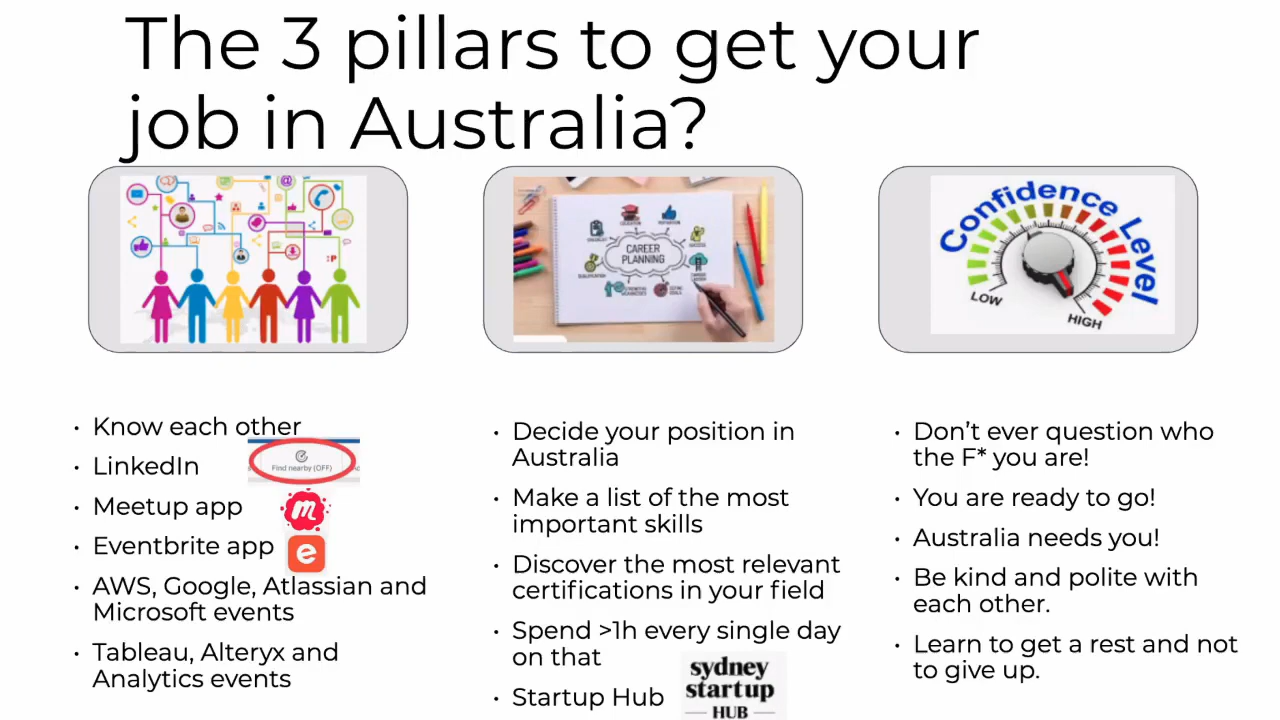 The 3 pillars to get your
job in Australia?
@
:P
CAREER
PLANNING
EDUCATION
Confidence Level
LOW
HIGH
• Know each other
• LinkedIn
Find nearby (OFF)
• Meetup app
m
• Eventbrite app
e
• AWS, Google, Atlassian and
Microsoft events
• Tableau, Alteryx and
Analytics events
• Decide your position in
Australia
• Make a list of the most
important skills
• Discover the most relevant
certifications in your field
• Spend >1h every single day
on that
• Startup Hub
sydney
startup
HUB
• Don’t ever question who
the F* you are!
• You are ready to go!
• Australia needs you!
• Be kind and polite with
each other.
• Learn to get a rest and not
to give up.